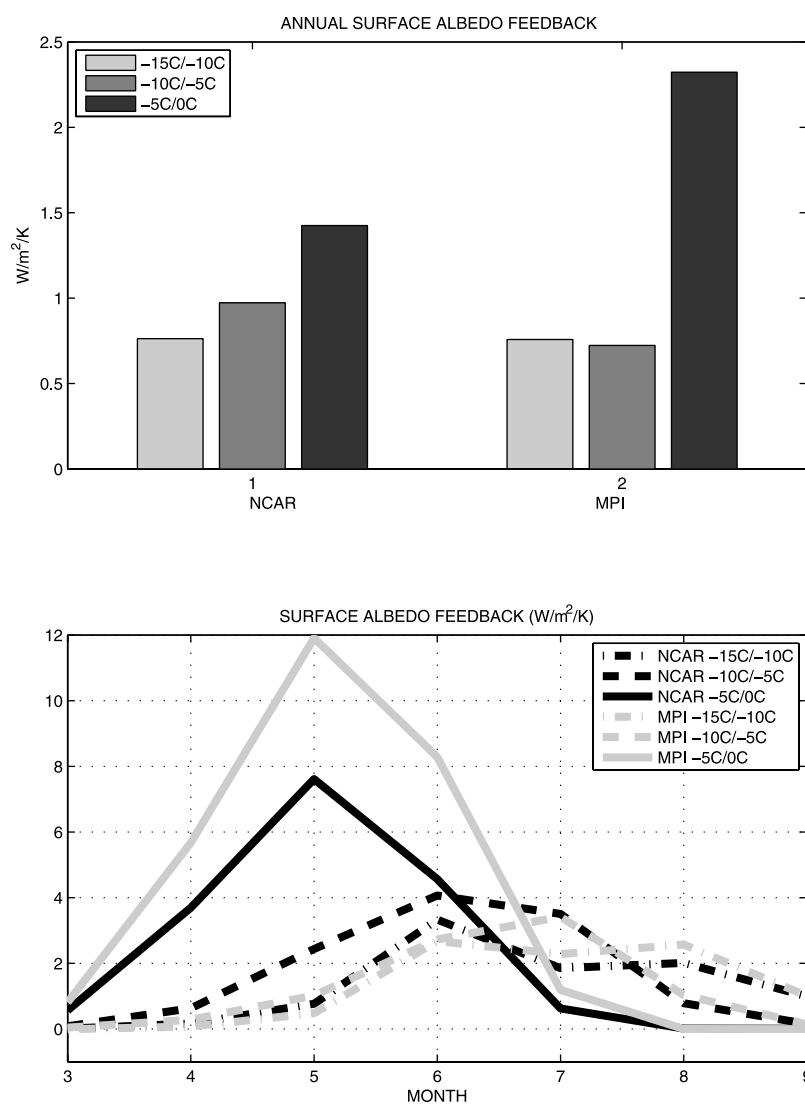 ANNUAL SURFACE ALBEDO FEEDBACK
2.5
2
1.5
1
0.5
0
W/m²/K
−15C/−10C
−10C/−5C
−5C/0C
1
2
NCAR
MPI
SURFACE ALBEDO FEEDBACK (W/m²/K)
12
10
8
6
4
2
0
NCAR −15C/−10C
NCAR −10C/−5C
NCAR −5C/0C
MPI −15C/−10C
MPI −10C/−5C
MPI −5C/0C
3
4
5
6
7
8
9
MONTH